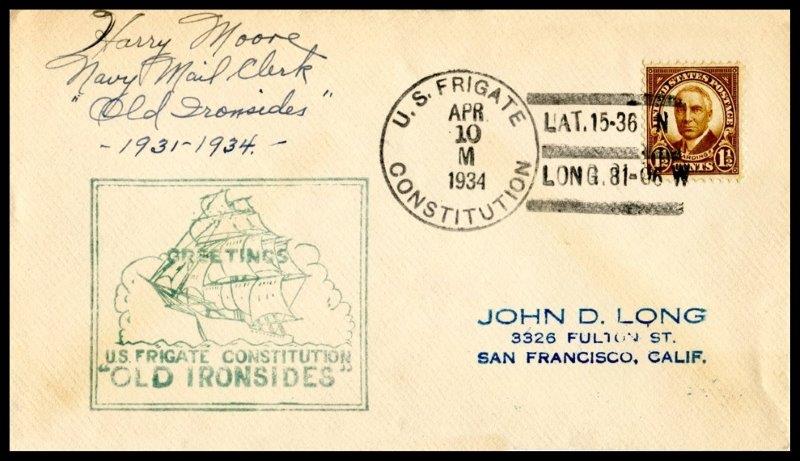 Harry Moore
Navy Mail Clerk
"Old Ironsides"
- 1931-1934. -
U.S. FRIGATE
APR
10
M
1934
CONSTITUTION
LAT. 15-36 N
LONG. 81-06 W
UNITED STATES POSTAGE
HARDING
1½ CENTS 1½
GREETINGS
U.S. FRIGATE CONSTITUTION
"OLD IRONSIDES"
JOHN D. LONG
3326 FULTON ST.
SAN FRANCISCO, CALIF.